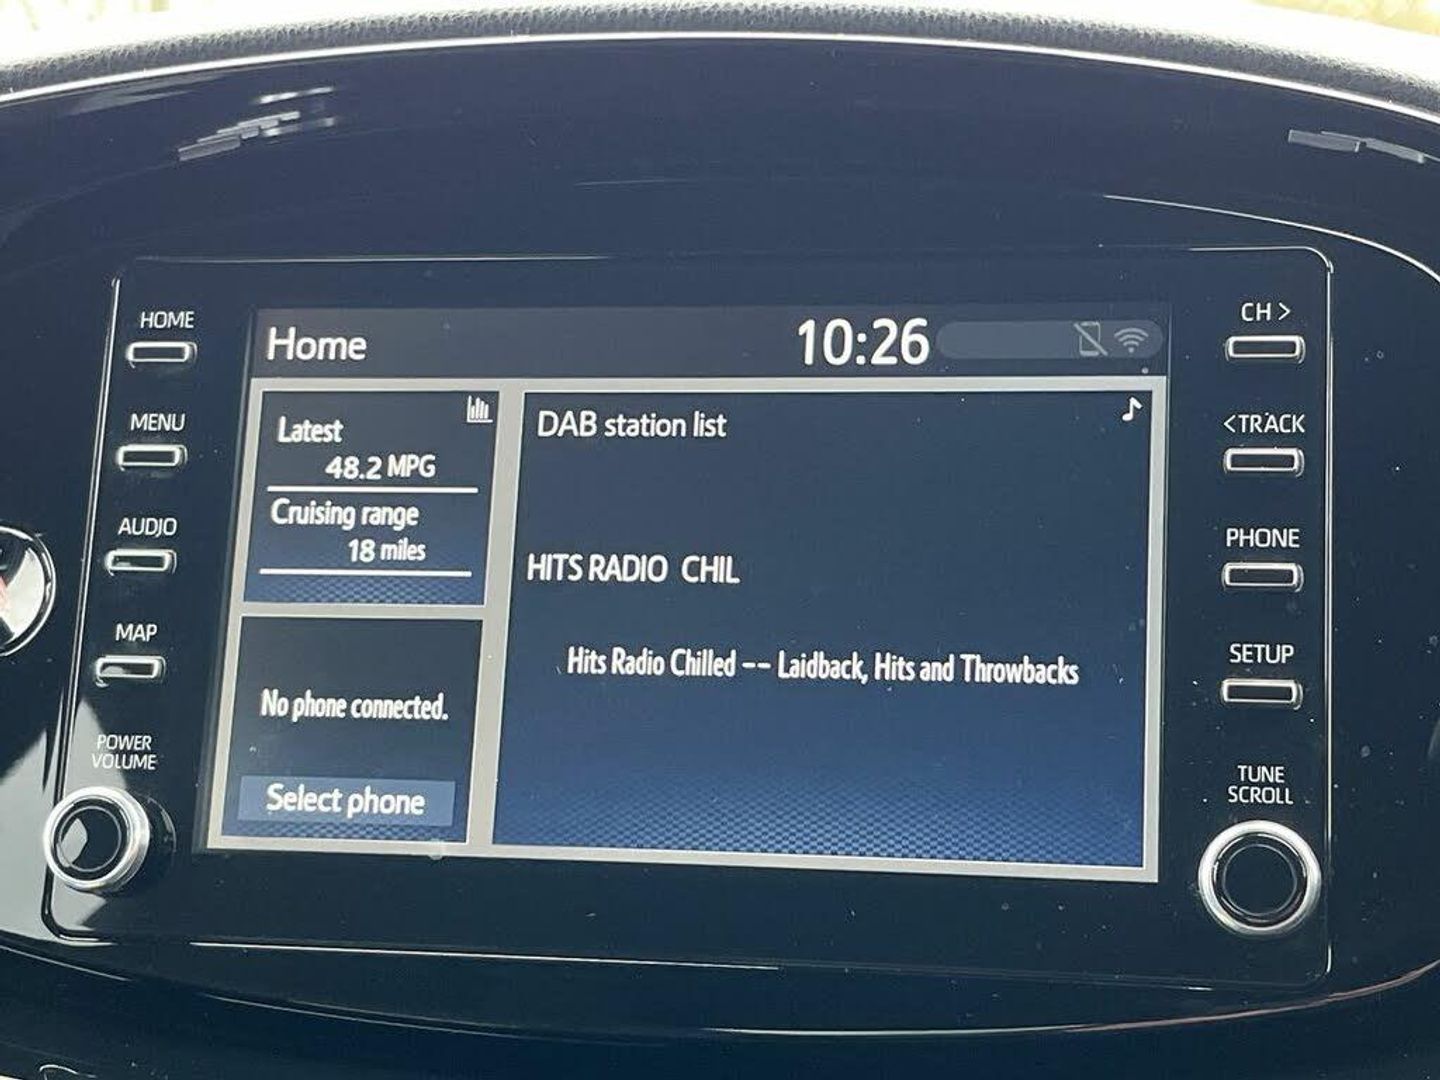 HOME
MENU
AUDIO
MAP
POWER
VOLUME
Home
10:26
Latest
48.2 MPG
Cruising range
18 miles
No phone connected.
Select phone
DAB station list
HITS RADIO CHIL
Hits Radio Chilled -- Laidback, Hits and Throwbacks
CH >
<TRACK
PHONE
SETUP
TUNE
SCROLL